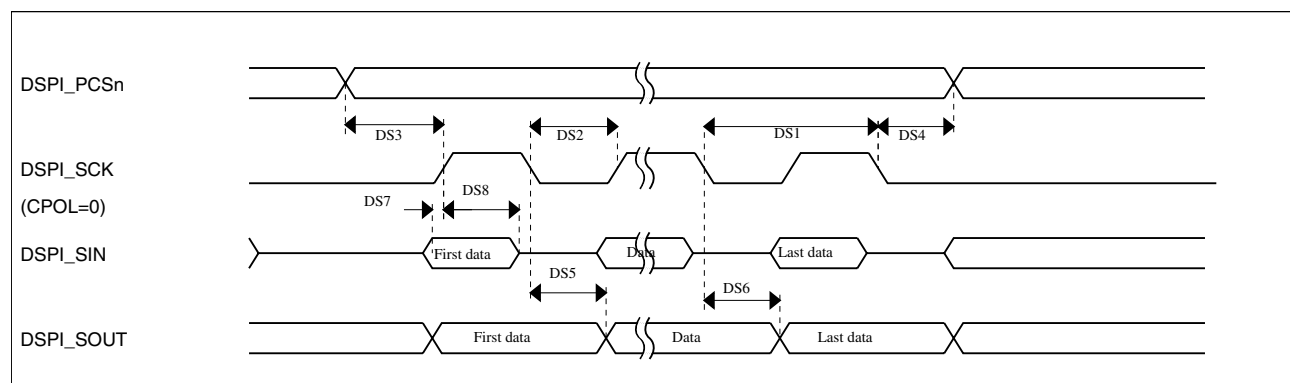 DSPI_PCSn
DS3
DS2
DS1
DS4
DSPI_SCK
(CPOL=0)
DS7
DS8
DSPI_SIN
First data
Data
Last data
DS5
DS6
DSPI_SOUT
First data
Data
Last data